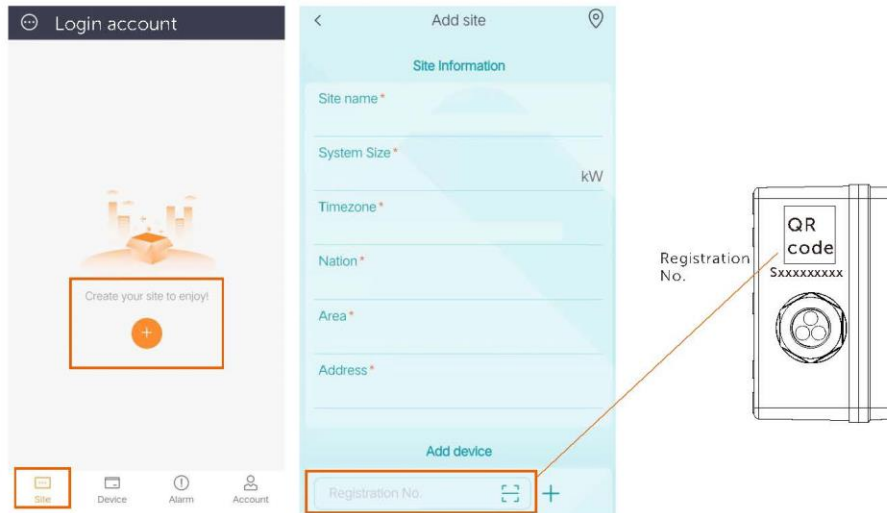 Login account
Create your site to enjoy!
Site
Device
Alarm
Account
Add site
Site Information
Site name*
System Size*
kW
Timezone*
Nation*
Area*
Address*
Add device
Registration No.
Registration
No.
QR
code
Sxxxxxxxxx